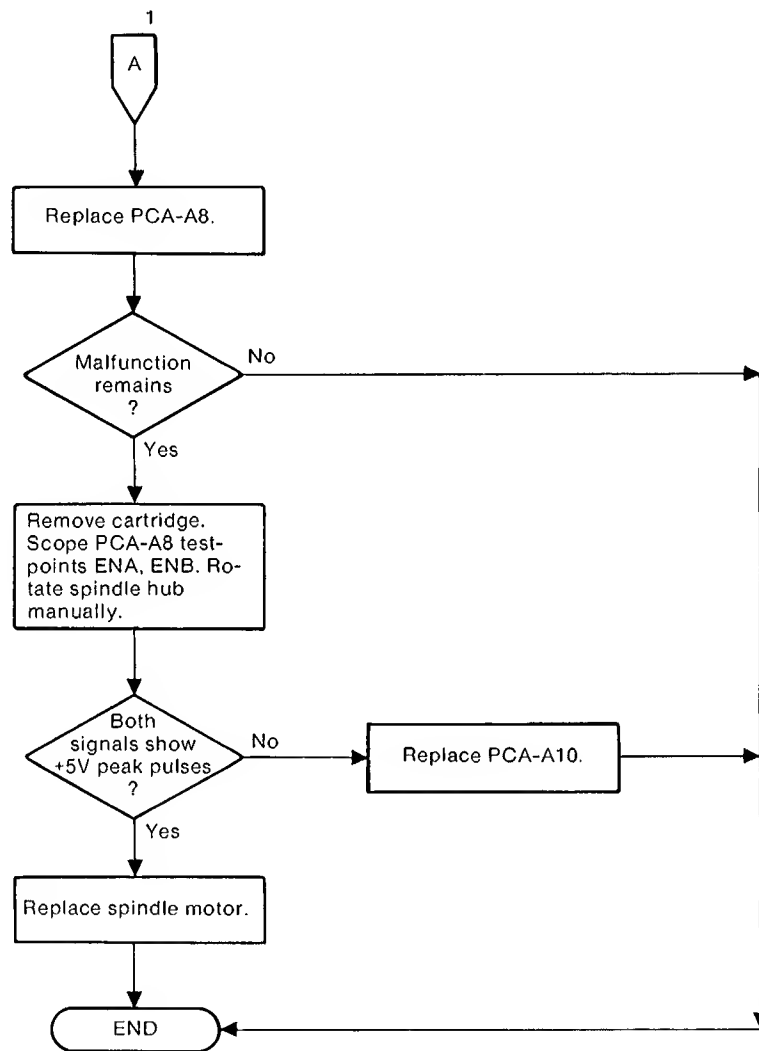 1
A
Replace PCA-A8.
Malfunction
remains
?
No
Yes
Remove cartridge.
Scope PCA-A8 test-
points ENA, ENB. Ro-
tate spindle hub
manually.
Both
signals show
+5V peak pulses
?
No
Replace PCA-A10.
Yes
Replace spindle motor.
END